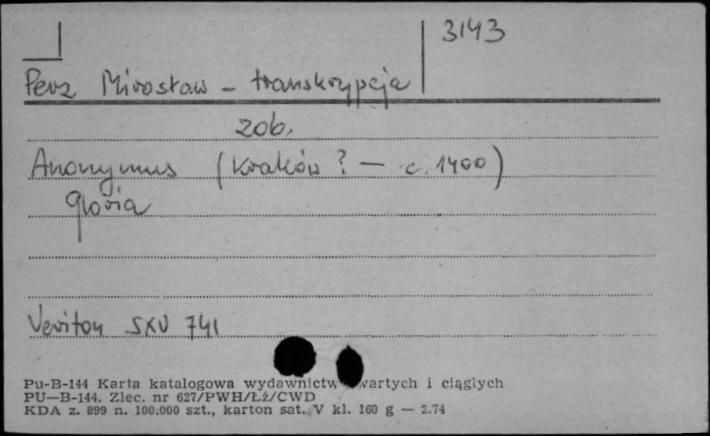 3143
Perz Mirosław - transkrypcja
zob.
Anonymus (Kraków ? - c. 1400)
Gloria
Veriton SXV 741
Pu-B-144 Karta katalogowa wydawnictw wartych i ciągłych
PU—B-144. Zlec. nr 627/PWH/Łż/CWD
KDA z. 899 n. 100.000 szt., karton sat. V kl. 160 g — 2.74